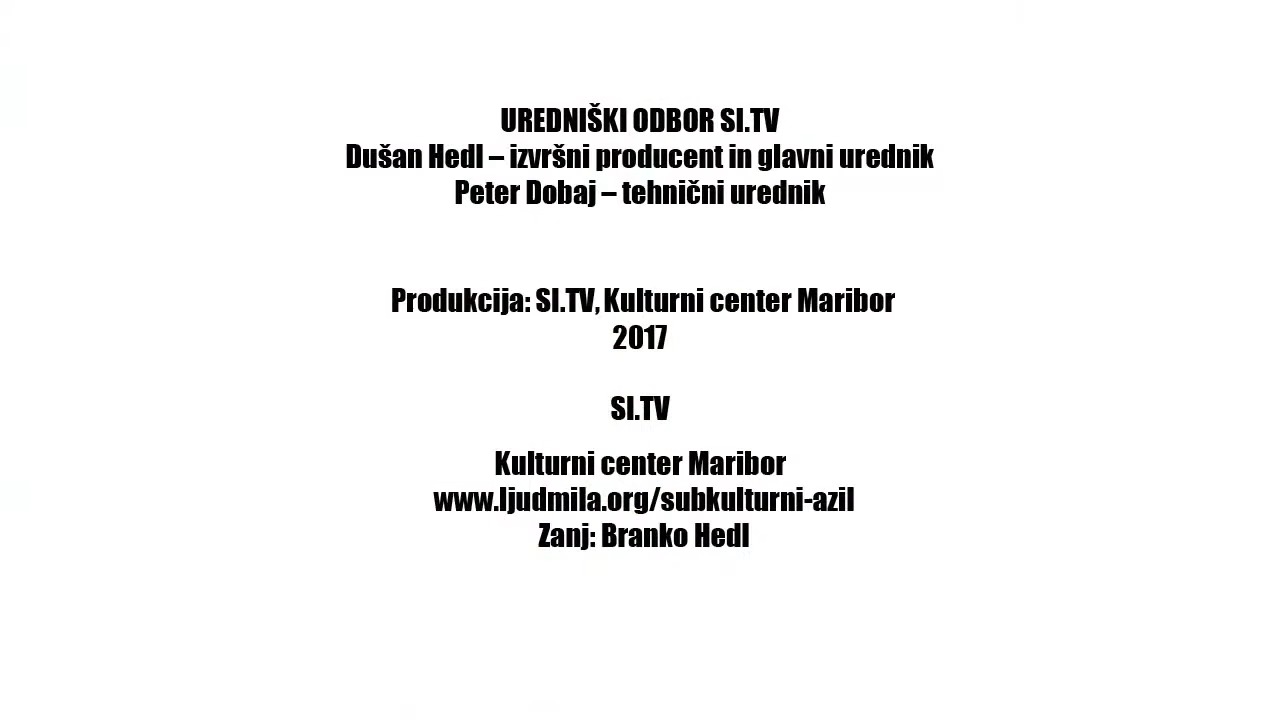 UREDNIŠKI ODBOR SI.TV
Dušan Hedl – izvršni producent in glavni urednik
Peter Dobaj – tehnični urednik
Produkcija: SI.TV, Kulturni center Maribor
2017
SI.TV
Kulturni center Maribor
www.ljudmila.org/subkulturni-azil
Zanj: Branko Hedl